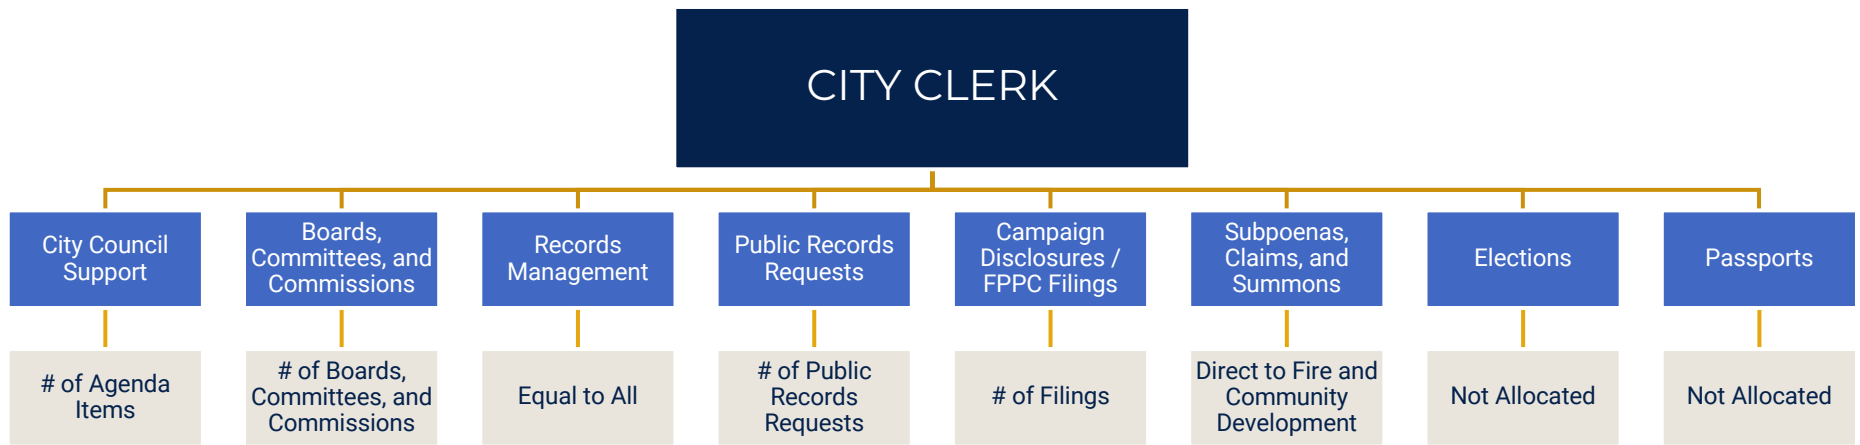 CITY CLERK
City Council
Support
Boards,
Committees, and
Commissions
Records
Management
Public Records
Requests
Campaign
Disclosures /
FPPC Filings
Subpoenas,
Claims, and
Summons
Elections
Passports
# of Agenda
Items
# of Boards,
Committees, and
Commissions
Equal to All
# of Public
Records
Requests
# of Filings
Direct to Fire and
Community
Development
Not Allocated
Not Allocated